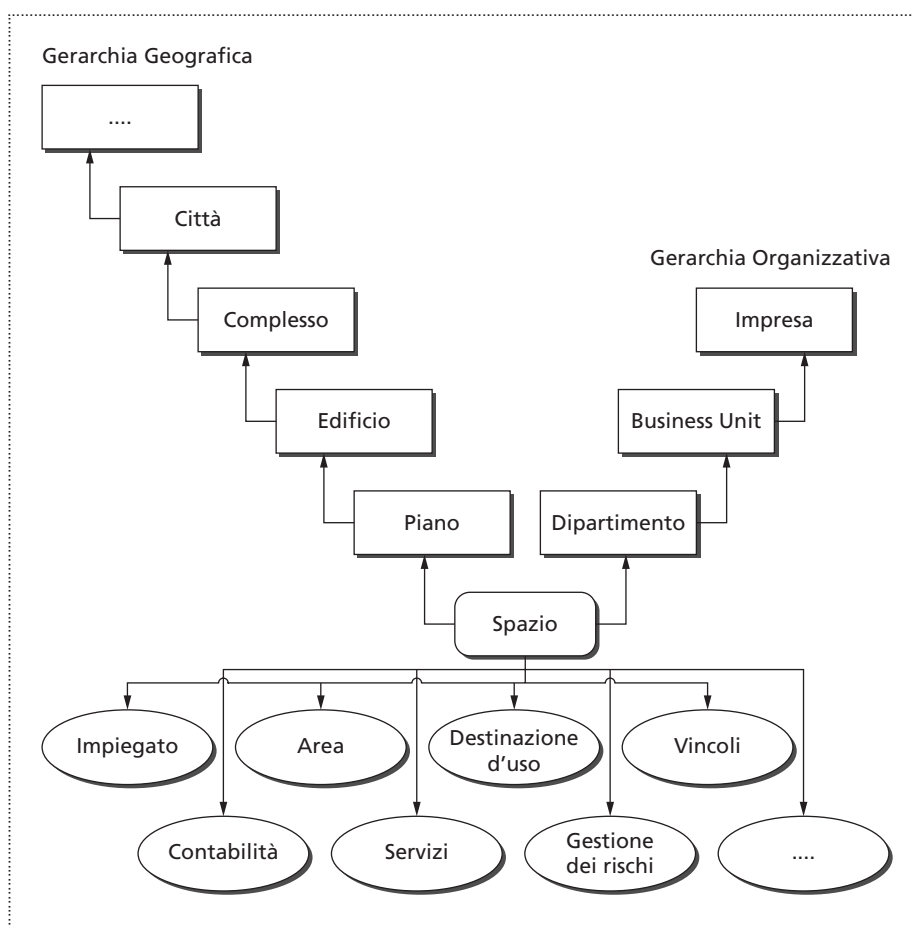 Gerarchia Geografica
....
Città
Gerarchia Organizzativa
Complesso
Impresa
Edificio
Business Unit
Piano
Dipartimento
Spazio
Impiegato
Area
Destinazione
d'uso
Vincoli
Contabilità
Servizi
Gestione
dei rischi
....